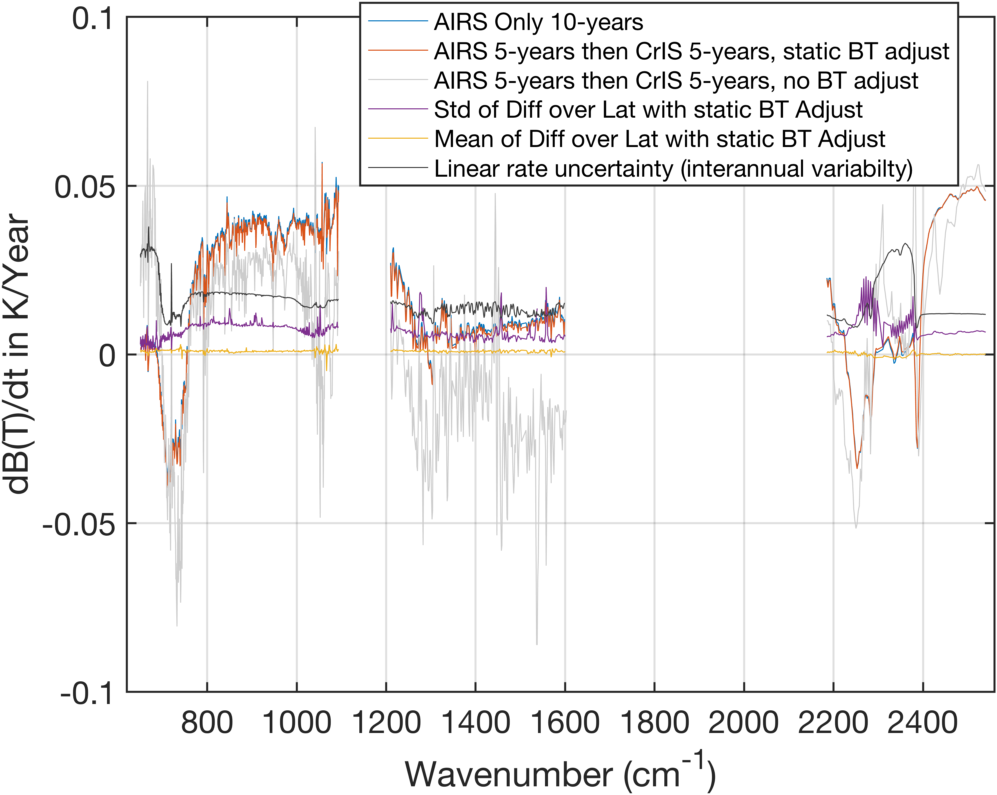 0.1
AIRS Only 10-years
AIRS 5-years then CrIS 5-years, static BT adjust
AIRS 5-years then CrIS 5-years, no BT adjust
Std of Diff over Lat with static BT Adjust
Mean of Diff over Lat with static BT Adjust
Linear rate uncertainty (interannual variabilty)
0.05
0
-0.05
-0.1
dB(T)/dt in K/Year
800 1000 1200 1400 1600 1800 2000 2200 2400
Wavenumber (cm⁻¹)